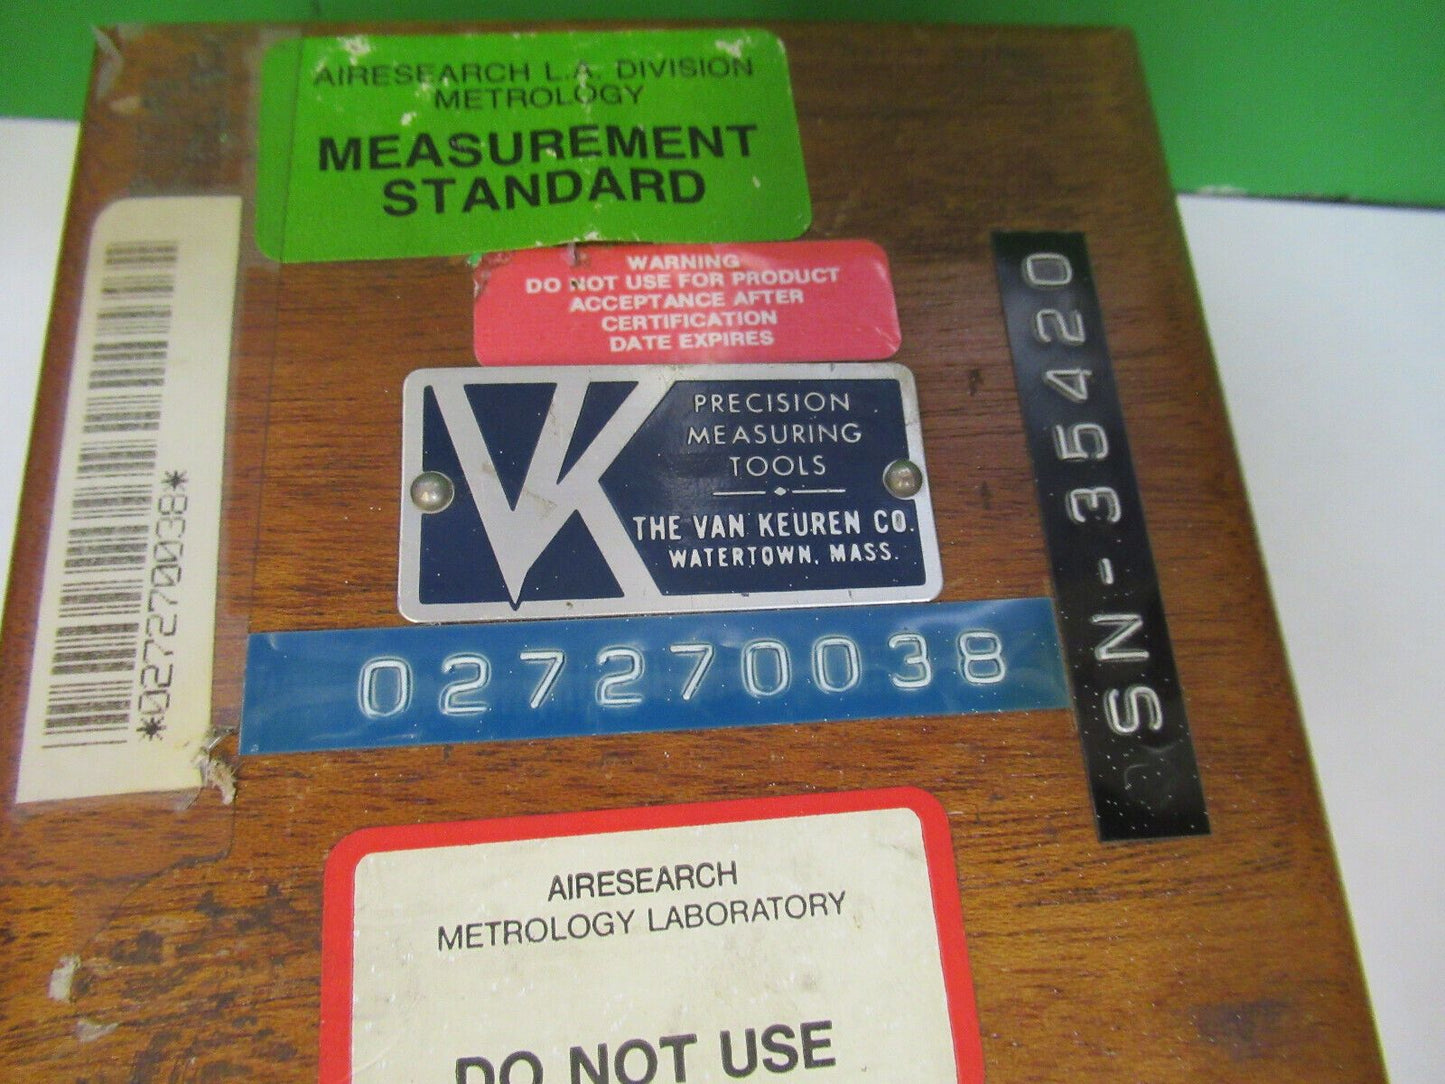 AIRESEARCH L.A. DIVISION
METROLOGY
MEASUREMENT
STANDARD
WARNING
DO NOT USE FOR PRODUCT
ACCEPTANCE AFTER
CERTIFICATION
DATE EXPIRES
VK
PRECISION
MEASURING
TOOLS
THE VAN KEUREN CO.
WATERTOWN, MASS.
*027270038*
027270038
SN-35420
AIRESEARCH
METROLOGY LABORATORY
DO NOT USE